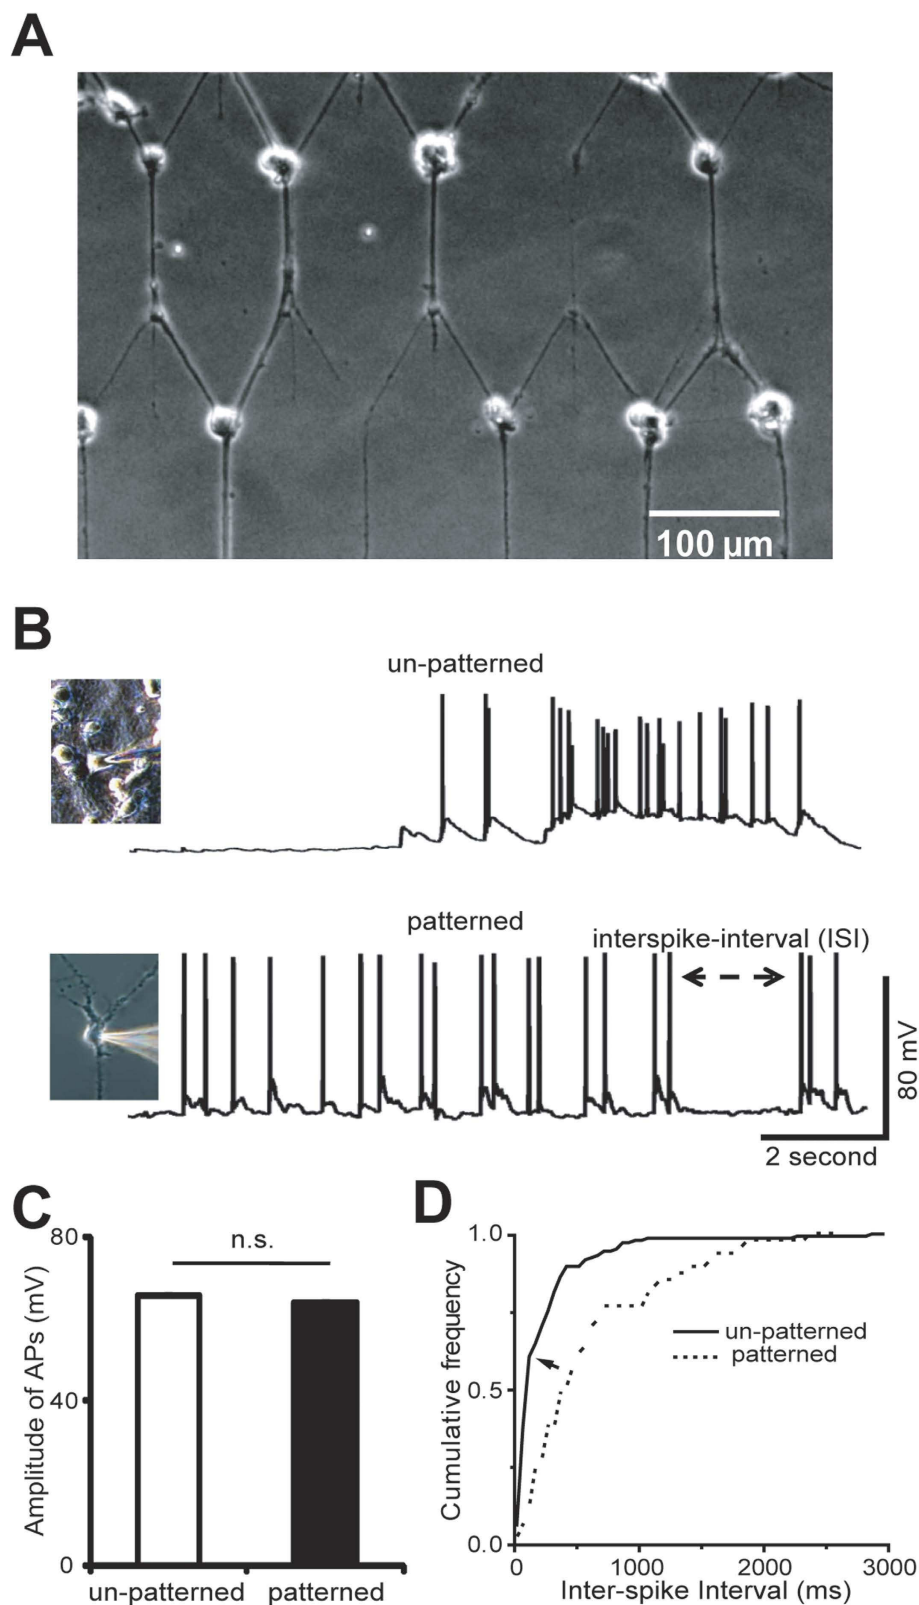 A
100 µm
B
un-patterned
patterned
interspike-interval (ISI)
80 mV
2 second
C
80
40
0
Amplitude of APs (mV)
n.s.
un-patterned
patterned
D
1.0
0.5
0.0
Cumulative frequency
un-patterned
patterned
0
1000
2000
3000
Inter-spike Interval (ms)